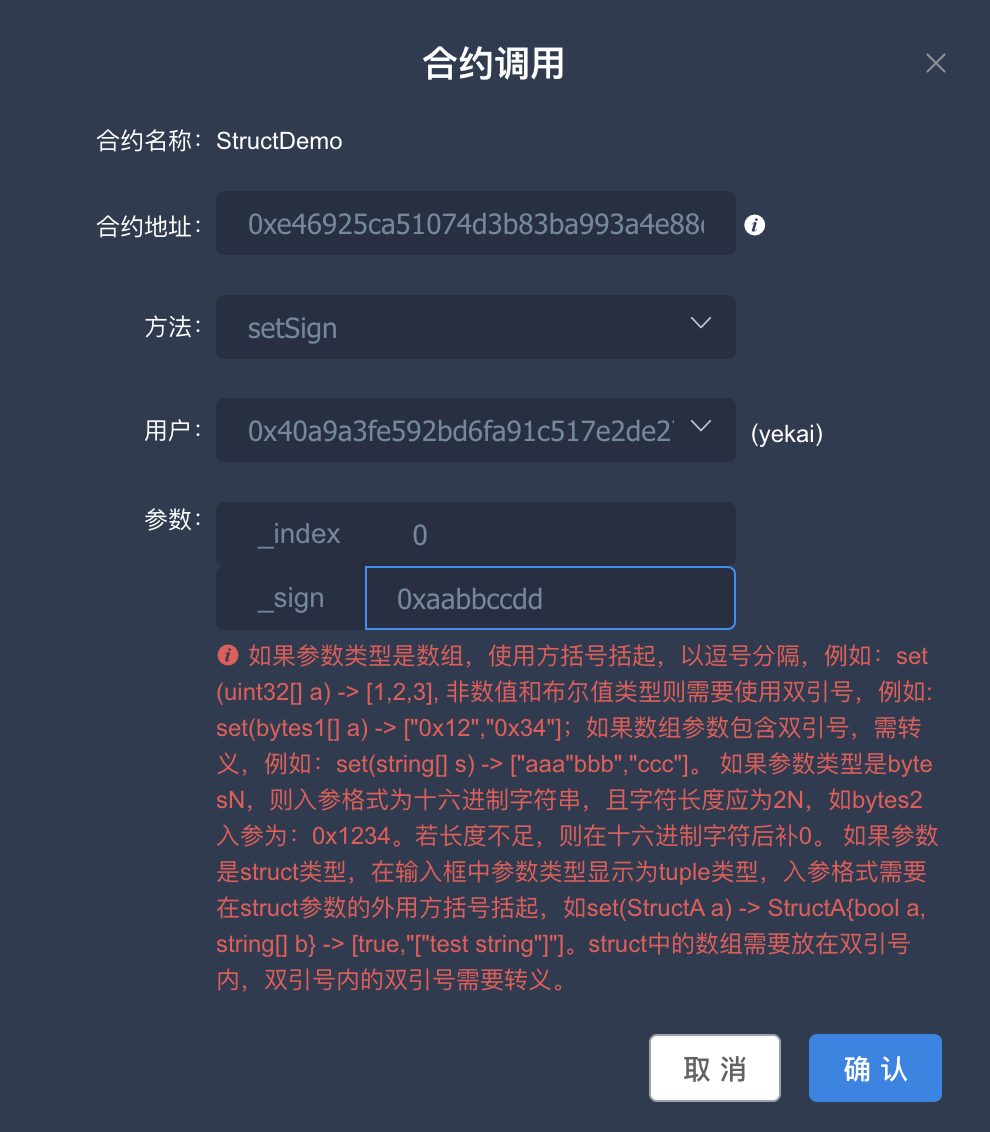 合约调用
合约名称：StructDemo
合约地址：0xe46925ca51074d3b83ba993a4e88
方法：setSign
用户：0x40a9a3fe592bd6fa91c517e2de2 (yekai)
参数：_index 0
_sign 0xaabbccdd
如果参数类型是数组，使用方括号括起，以逗号分隔，例如：set
(uint32[] a) -> [1,2,3], 非数值和布尔值类型则需要使用双引号，例如:
set(bytes1[] a) -> ["0x12","0x34"]；如果数组参数包含双引号，需转
义，例如：set(string[] s) -> ["aaa"bbb","ccc"]。 如果参数类型是byte
sN，则入参格式为十六进制字符串，且字符长度应为2N，如bytes2
入参为：0x1234。若长度不足，则在十六进制字符后补0。 如果参数
是struct类型，在输入框中参数类型显示为tuple类型，入参格式需要
在struct参数的外用方括号括起，如set(StructA a) -> StructA{bool a,
string[] b} -> [true,"["test string"]"]。struct中的数组需要放在双引号
内，双引号内的双引号需要转义。
取消 确认